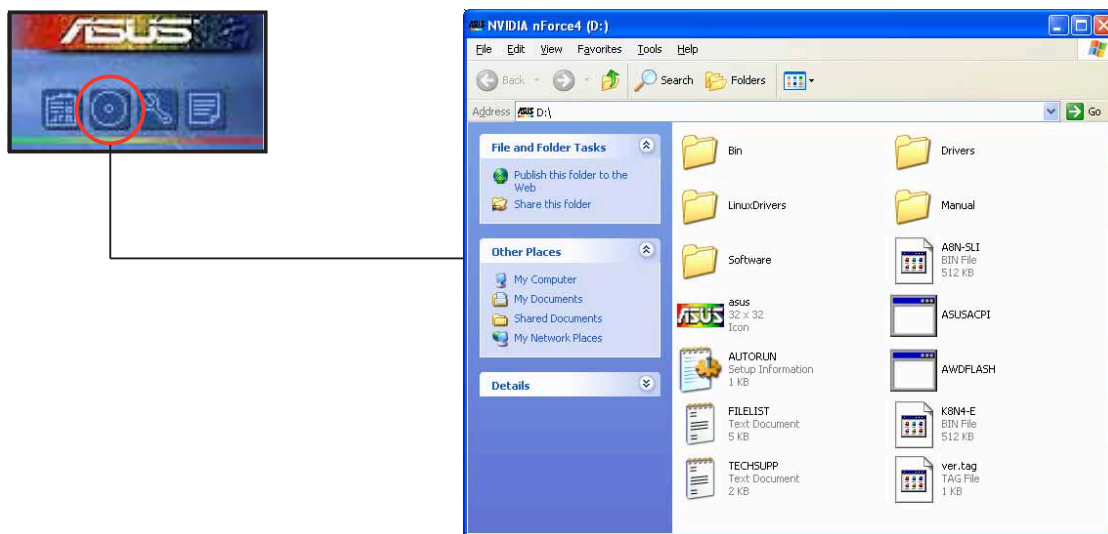 ASUS
ASUS NVIDIA nForce4 (D:)
File Edit View Favorites Tools Help
Back Search Folders
Address ASUS D:\ Go
File and Folder Tasks
Publish this folder to the
Web
Share this folder
Other Places
My Computer
My Documents
Shared Documents
My Network Places
Details
Bin
Drivers
LinuxDrivers
Manual
Software
A8N-SLI
BIN File
512 KB
ASUS
asus
32 x 32
Icon
ASUSACPI
AUTORUN
Setup Information
1 KB
AWDFLASH
FILELIST
Text Document
5 KB
K8N4-E
BIN File
512 KB
TECHSUPP
Text Document
2 KB
ver.tag
TAG File
1 KB